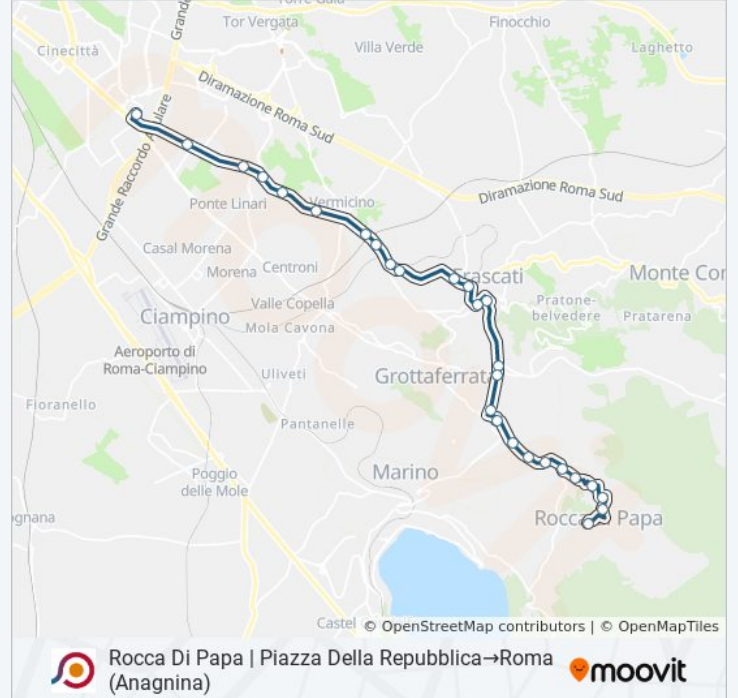 Torre Gaia
Tor Vergata
Finocchio
Cinecittà
Villa Verde
Laghetto
Grande Raccordo Anulare
Diramazione Roma Sud
Diramazione Roma Sud
Ponte Linari
Vermicino
Casal Morena
Morena
Centroni
Frascati
Monte Cor
Valle Copella
Pratone-
belvedere
Pratarena
Ciampino
Mola Cavona
Aeroporto di
Roma-Ciampino
Uliveti
Grottaferrata
Fioranello
Pantanelle
Marino
Poggio
delle Mole
gnana
Rocca Papa
Castel
© OpenStreetMap contributors | © OpenMapTiles
Rocca Di Papa | Piazza Della Repubblica→Roma
(Anagnina)
moovit